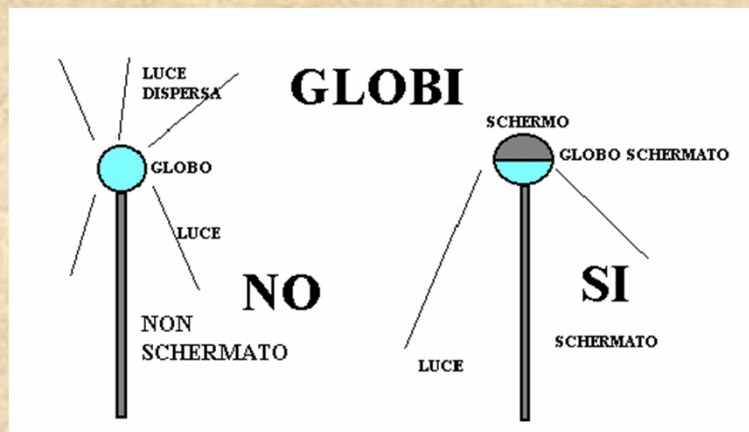 GLOBI
LUCE
DISPERSA
GLOBO
LUCE
NO
NON
SCHERMATO
SCHERMO
GLOBO SCHERMATO
SI
SCHERMATO
LUCE